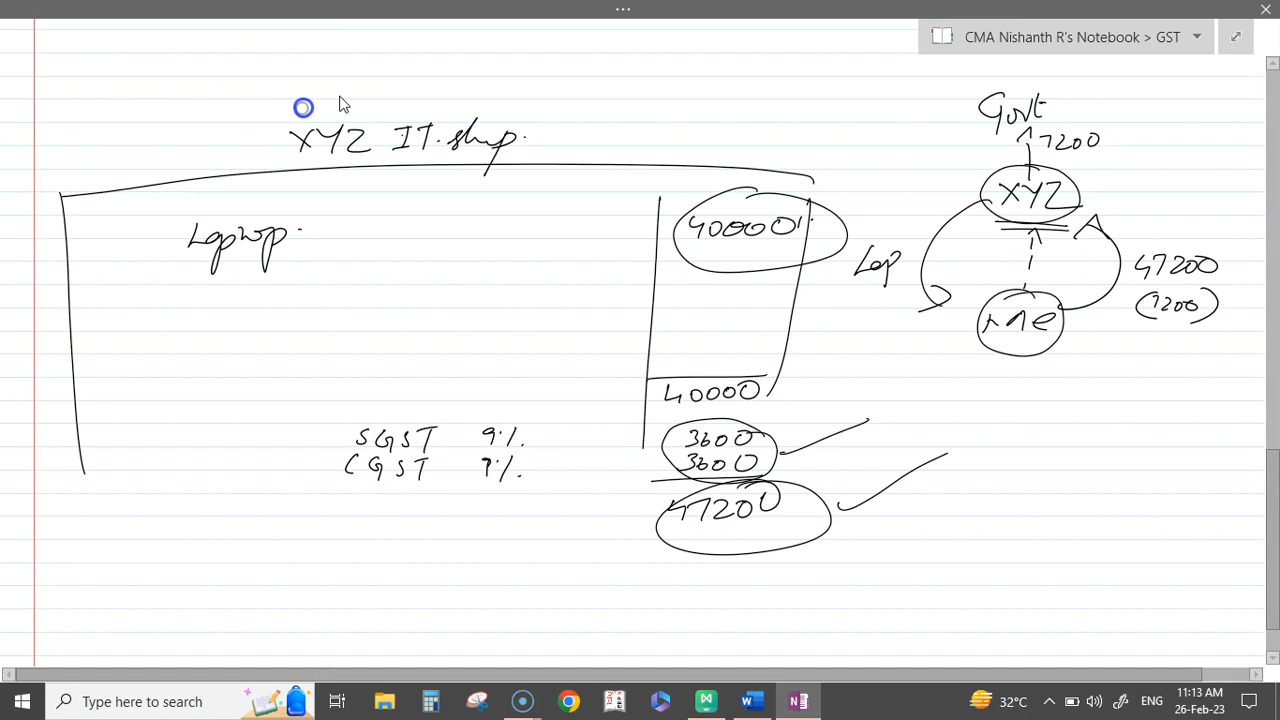 ...
CMA Nishanth R's Notebook > GST
XYZ IT.shop.
Laptop.
40000
40000
SGST 9%. 3600
CGST 9%. 3600
47200
Govt
7200
XYZ
Lap
47200
(7200)
Type here to search
32°C
ENG
11:13 AM
26-Feb-23